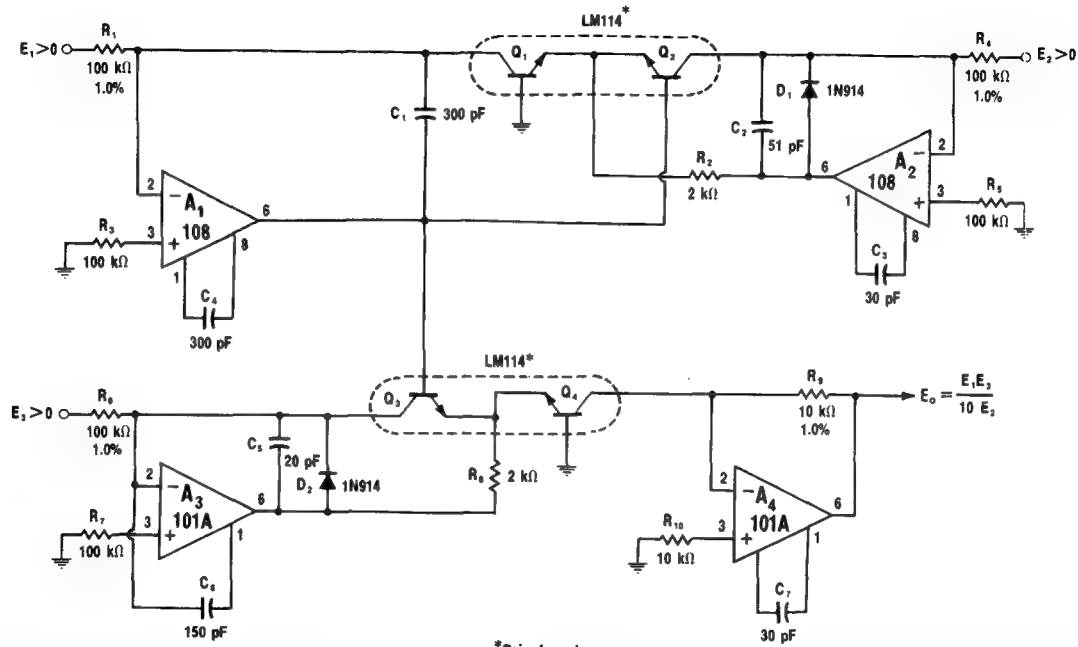 LM114*
E₁>0
R₁
100 kΩ
1.0%
Q₁
Q₂
R₄
100 kΩ
1.0%
E₂>0
C₁
300 pF
D₁
1N914
C₂
51 pF
R₂
2 kΩ
2
−
A₁
108
3
+
6
8
1
R₃
100 kΩ
C₄
300 pF
6
A₂
108
−
2
+
3
1
8
R₅
100 kΩ
C₃
30 pF
LM114*
E₃>0
R₆
100 kΩ
1.0%
Q₃
Q₄
R₉
10 kΩ
1.0%
E₀ = E₁E₃
10 E₂
C₅
20 pF
D₂
1N914
R₈
2 kΩ
2
−
A₃
101A
3
+
6
1
R₇
100 kΩ
C₆
150 pF
2
−
A₄
101A
3
+
6
1
R₁₀
10 kΩ
C₇
30 pF